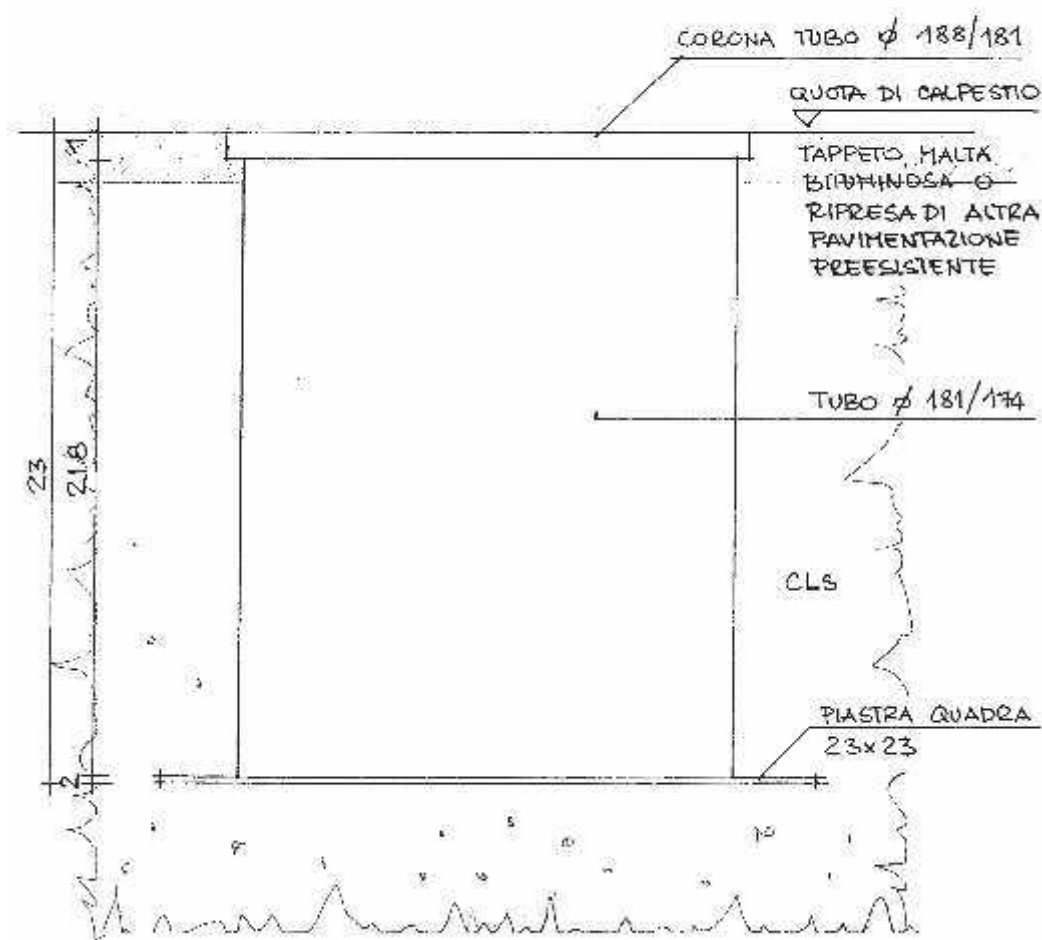 CORONA TUBO ⌀ 188/181
QUOTA DI CALPESTIO
TAPPETO, MALTA
BITUMINOSA O
RIPRESA DI ALTRA
PAVIMENTAZIONE
PREESISTENTE
1
23
21.8
TUBO ⌀ 181/174
CLS
PIASTRA QUADRA
23x23
2